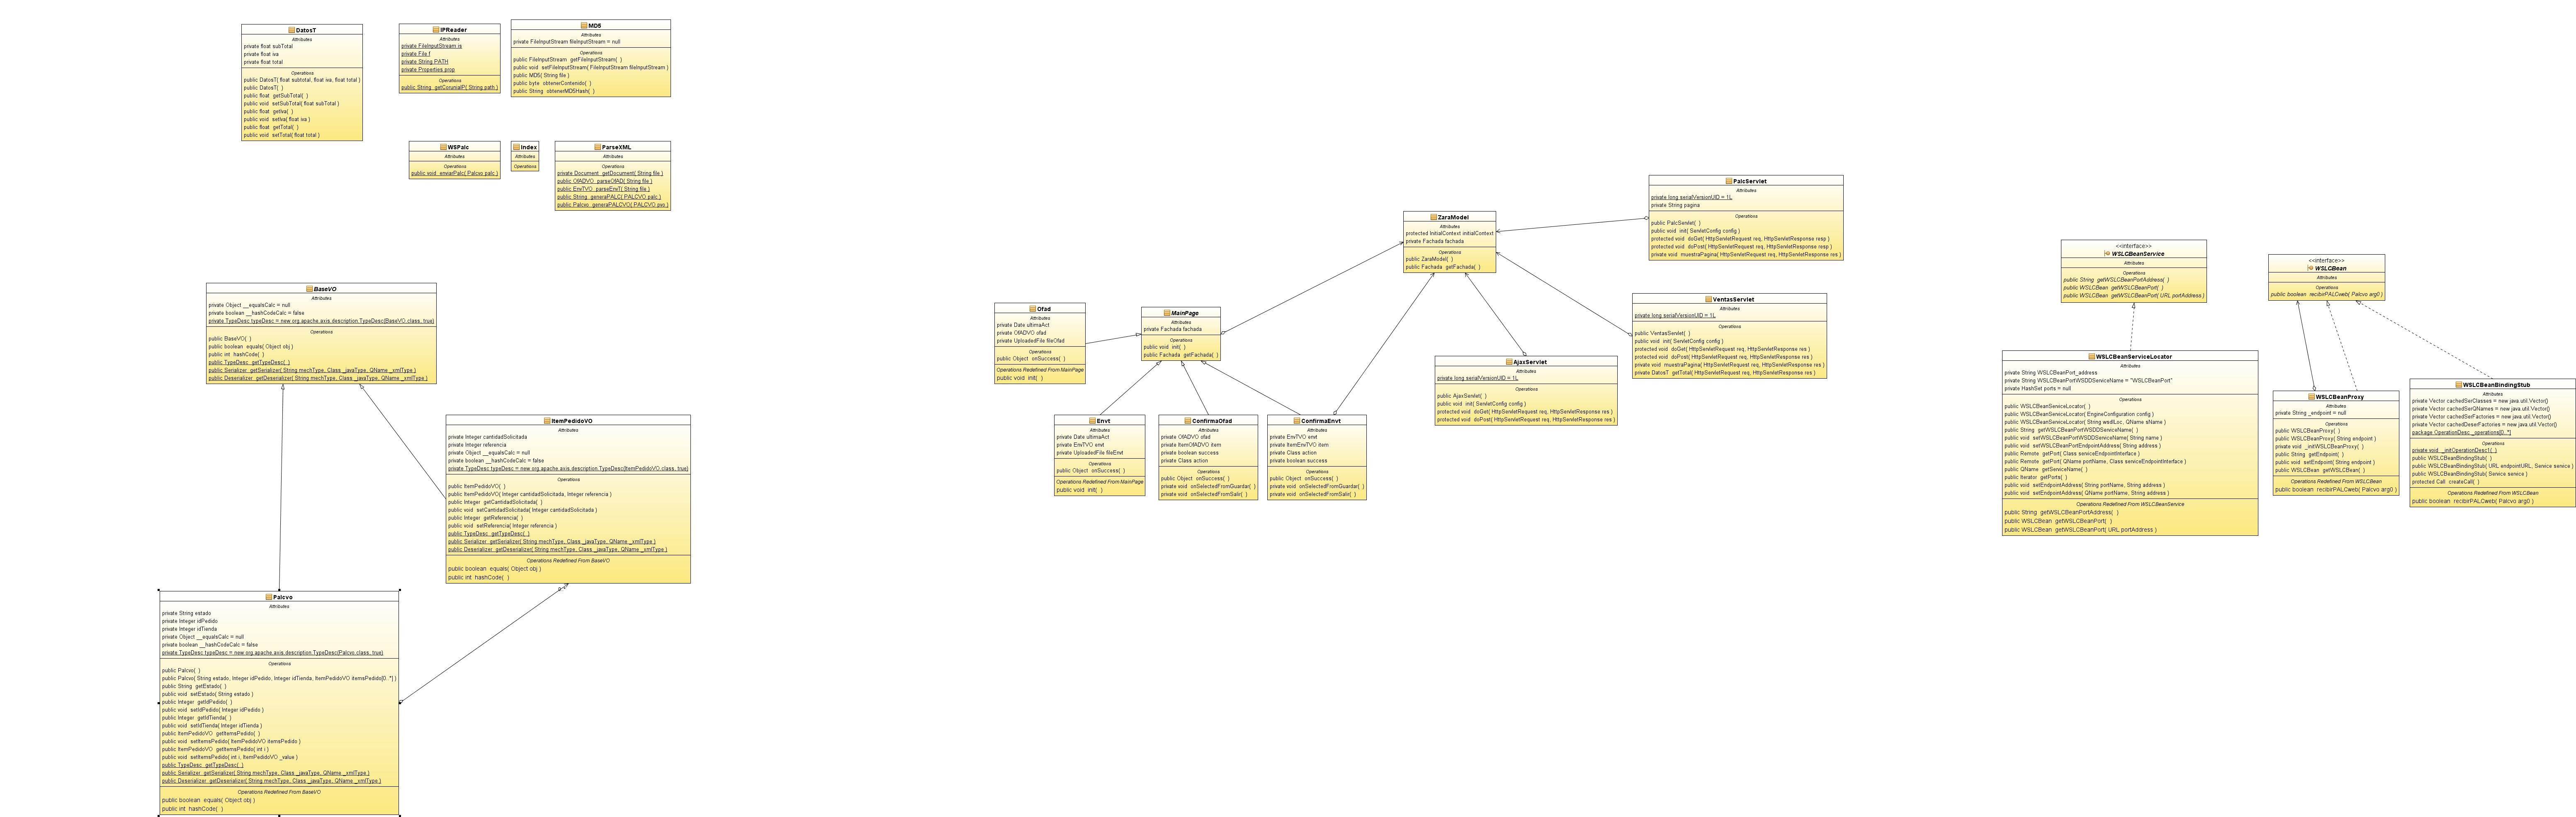 DatosT
Attributes
private float subTotal
private float iva
private float total
Operations
public DatosT( float subtotal, float iva, float total )
public DatosT( )
public float getSubTotal( )
public void setSubTotal( float subTotal )
public float getIva( )
public void setIva( float iva )
public float getTotal( )
public void setTotal( float total )
IPReader
Attributes
private FileInputStream is
private File f
private String PATH
private Properties prop
Operations
public String getCorunaIP( String path )
MD5
Attributes
private FileInputStream fileInputStream = null
Operations
public FileInputStream getFileInputStream( )
public void setFileInputStream( FileInputStream fileInputStream )
public MD5( String file )
public byte obtenerContenido( )
public String obtenerMD5Hash( )
WSPalc
Attributes
Operations
public void enviarPalc( Palcvo palc )
Index
Attributes
Operations
ParseXML
Attributes
Operations
private Document getDocument( String file )
public OfADVO parseOfAD( String file )
public EnvTVO parseEnvT( String file )
public String generaPALC( PALCVO palc )
public Palcvo generaPALCVO( PALCVO pvo )
BaseVO
Attributes
private Object __equalsCalc = null
private boolean __hashCodeCalc = false
private TypeDesc typeDesc = new org.apache.axis.description.TypeDesc(BaseVO.class, true)
Operations
public BaseVO( )
public boolean equals( Object obj )
public int hashCode( )
public TypeDesc getTypeDesc( )
public Serializer getSerializer( String mechType, Class _javaType, QName _xmlType )
public Deserializer getDeserializer( String mechType, Class _javaType, QName _xmlType )
ItemPedidoVO
Attributes
private Integer cantidadSolicitada
private Integer referencia
private Object __equalsCalc = null
private boolean __hashCodeCalc = false
private TypeDesc typeDesc = new org.apache.axis.description.TypeDesc(ItemPedidoVO.class, true)
Operations
public ItemPedidoVO( )
public ItemPedidoVO( Integer cantidadSolicitada, Integer referencia )
public Integer getCantidadSolicitada( )
public void setCantidadSolicitada( Integer cantidadSolicitada )
public Integer getReferencia( )
public void setReferencia( Integer referencia )
public TypeDesc getTypeDesc( )
public Serializer getSerializer( String mechType, Class _javaType, QName _xmlType )
public Deserializer getDeserializer( String mechType, Class _javaType, QName _xmlType )
Operations Redefined From BaseVO
public boolean equals( Object obj )
public int hashCode( )
Palcvo
Attributes
private String estado
private Integer idPedido
private Integer idTienda
private Object __equalsCalc = null
private boolean __hashCodeCalc = false
private TypeDesc typeDesc = new org.apache.axis.description.TypeDesc(Palcvo.class, true)
Operations
public Palcvo( )
public Palcvo( String estado, Integer idPedido, Integer idTienda, ItemPedidoVO itemsPedido[0..*] )
public String getEstado( )
public void setEstado( String estado )
public Integer getIdPedido( )
public void setIdPedido( Integer idPedido )
public Integer getIdTienda( )
public void setIdTienda( Integer idTienda )
public ItemPedidoVO getItemsPedido( )
public void setItemsPedido( ItemPedidoVO itemsPedido )
public ItemPedidoVO getItemsPedido( int i )
public void setItemsPedido( int i, ItemPedidoVO _value )
public TypeDesc getTypeDesc( )
public Serializer getSerializer( String mechType, Class _javaType, QName _xmlType )
public Deserializer getDeserializer( String mechType, Class _javaType, QName _xmlType )
Operations Redefined From BaseVO
public boolean equals( Object obj )
public int hashCode( )
Ofad
Attributes
private Date ultimaAct
private OfADVO ofad
private UploadedFile fileOfad
Operations
public Object onSuccess( )
Operations Redefined From MainPage
public void init( )
MainPage
Attributes
private Fachada fachada
Operations
public void init( )
public Fachada getFachada( )
Envt
Attributes
private Date ultimaAct
private EnvTVO envt
private UploadedFile fileEnvt
Operations
public Object onSuccess( )
Operations Redefined From MainPage
public void init( )
ConfirmaOfad
Attributes
private OfADVO ofad
private ItemOfADVO item
private boolean success
private Class action
Operations
public Object onSuccess( )
private void onSelectedFromGuardar( )
private void onSelectedFromSalir( )
ConfirmaEnvt
Attributes
private EnvTVO envt
private ItemEnvTVO item
private Class action
private boolean success
Operations
public Object onSuccess( )
private void onSelectedFromGuardar( )
private void onSelectedFromSalir( )
ZaraModel
Attributes
protected InitialContext initialContext
private Fachada fachada
Operations
public ZaraModel( )
public Fachada getFachada( )
PalcServlet
Attributes
private long serialVersionUID = 1L
private String pagina
Operations
public PalcServlet( )
public void init( ServletConfig config )
protected void doGet( HttpServletRequest req, HttpServletResponse resp )
protected void doPost( HttpServletRequest req, HttpServletResponse resp )
private void muestraPagina( HttpServletRequest req, HttpServletResponse res )
VentasServlet
Attributes
private long serialVersionUID = 1L
Operations
public VentasServlet( )
public void init( ServletConfig config )
protected void doGet( HttpServletRequest req, HttpServletResponse res )
protected void doPost( HttpServletRequest req, HttpServletResponse res )
private void muestraPagina( HttpServletRequest req, HttpServletResponse res )
private DatosT getTotal( HttpServletRequest req, HttpServletResponse res )
AjaxServlet
Attributes
private long serialVersionUID = 1L
Operations
public AjaxServlet( )
public void init( ServletConfig config )
protected void doGet( HttpServletRequest req, HttpServletResponse res )
protected void doPost( HttpServletRequest req, HttpServletResponse res )
<<interface>>
WSLCBeanService
Attributes
Operations
public String getWSLCBeanPortAddress( )
public WSLCBean getWSLCBeanPort( )
public WSLCBean getWSLCBeanPort( URL portAddress )
<<interface>>
WSLCBean
Attributes
Operations
public boolean recibirPALCweb( Palcvo arg0 )
WSLCBeanServiceLocator
Attributes
private String WSLCBeanPort_address
private String WSLCBeanPortWSDDServiceName = "WSLCBeanPort"
private HashSet ports = null
Operations
public WSLCBeanServiceLocator( )
public WSLCBeanServiceLocator( EngineConfiguration config )
public WSLCBeanServiceLocator( String wsdlLoc, QName sName )
public String getWSLCBeanPortWSDDServiceName( )
public void setWSLCBeanPortWSDDServiceName( String name )
public void setWSLCBeanPortEndpointAddress( String address )
public Remote getPort( Class serviceEndpointInterface )
public Remote getPort( QName portName, Class serviceEndpointInterface )
public QName getServiceName( )
public Iterator getPorts( )
public void setEndpointAddress( String portName, String address )
public void setEndpointAddress( QName portName, String address )
Operations Redefined From WSLCBeanService
public String getWSLCBeanPortAddress( )
public WSLCBean getWSLCBeanPort( )
public WSLCBean getWSLCBeanPort( URL portAddress )
WSLCBeanProxy
Attributes
private String _endpoint = null
Operations
public WSLCBeanProxy( )
public WSLCBeanProxy( String endpoint )
private void _initWSLCBeanProxy( )
public String getEndpoint( )
public void setEndpoint( String endpoint )
public WSLCBean getWSLCBean( )
Operations Redefined From WSLCBean
public boolean recibirPALCweb( Palcvo arg0 )
WSLCBeanBindingStub
Attributes
private Vector cachedSerClasses = new java.util.Vector()
private Vector cachedSerQNames = new java.util.Vector()
private Vector cachedSerFactories = new java.util.Vector()
private Vector cachedDeserFactories = new java.util.Vector()
package OperationDesc _operations[0..*]
Operations
private void _initOperationDesc1( )
public WSLCBeanBindingStub( )
public WSLCBeanBindingStub( URL endpointURL, Service service )
public WSLCBeanBindingStub( Service service )
protected Call createCall( )
Operations Redefined From WSLCBean
public boolean recibirPALCweb( Palcvo arg0 )